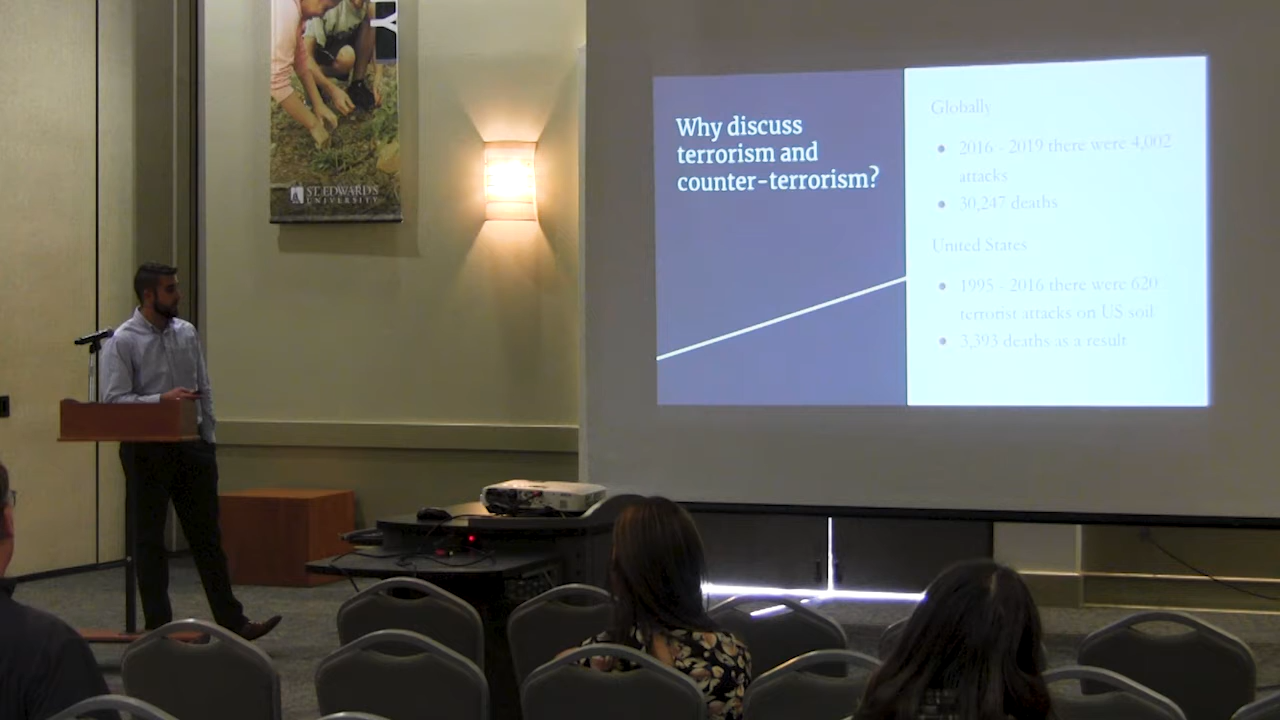 ST. EDWARD'S
UNIVERSITY
Why discuss
terrorism and
counter-terrorism?
Globally
2016 - 2019 there were 4,002
attacks
30,247 deaths
United States
1995 - 2016 there were 620
terrorist attacks on US soil
3,393 deaths as a result